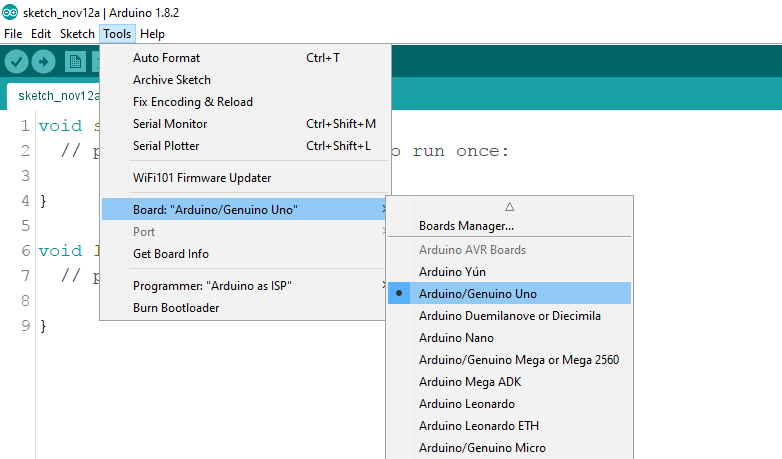 sketch_nov12a | Arduino 1.8.2
File Edit Sketch Tools Help
sketch_nov12a
Auto Format Ctrl+T
Archive Sketch
Fix Encoding & Reload
Serial Monitor Ctrl+Shift+M
Serial Plotter Ctrl+Shift+L
WiFi101 Firmware Updater
Board: "Arduino/Genuino Uno"
Port
Get Board Info
Programmer: "Arduino as ISP"
Burn Bootloader
Boards Manager...
Arduino AVR Boards
Arduino Yún
Arduino/Genuino Uno
Arduino Duemilanove or Diecimila
Arduino Nano
Arduino/Genuino Mega or Mega 2560
Arduino Mega ADK
Arduino Leonardo
Arduino Leonardo ETH
Arduino/Genuino Micro
1 void s
2 // p o run once:
3
4 }
5
6 void l
7 // p
8
9 }